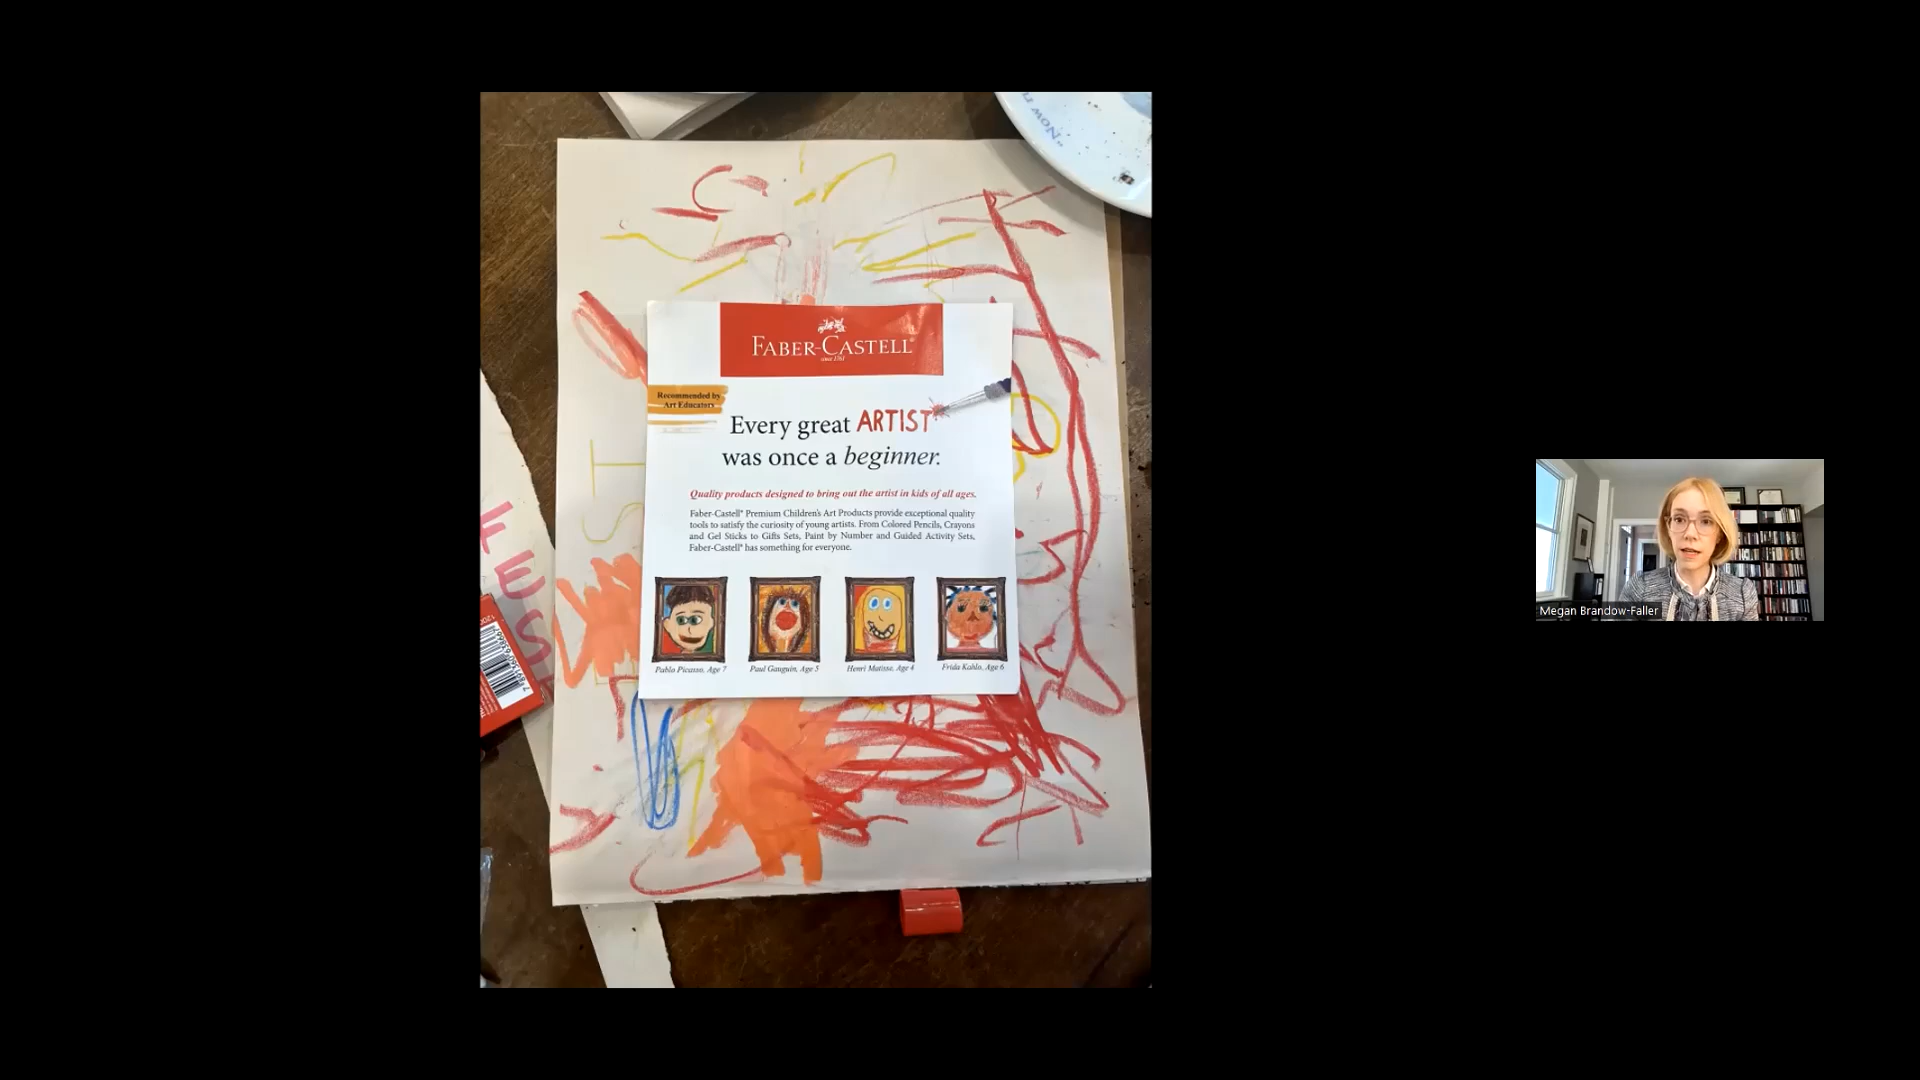 Now n
FABER-CASTELL
since 1761
Recommended by
Art Educators
Every great ARTIST
was once a beginner.
Quality products designed to bring out the artist in kids of all ages.
Faber-Castell® Premium Children's Art Products provide exceptional quality
tools to satisfy the curiosity of young artists. From Colored Pencils, Crayons
and Gel Sticks to Gifts Sets, Paint by Number and Guided Activity Sets,
Faber-Castell® has something for everyone.
Pablo Picasso, Age 7
Paul Gauguin, Age 5
Henri Matisse, Age 4
Frida Kahlo, Age 6
Megan Brandow-Faller